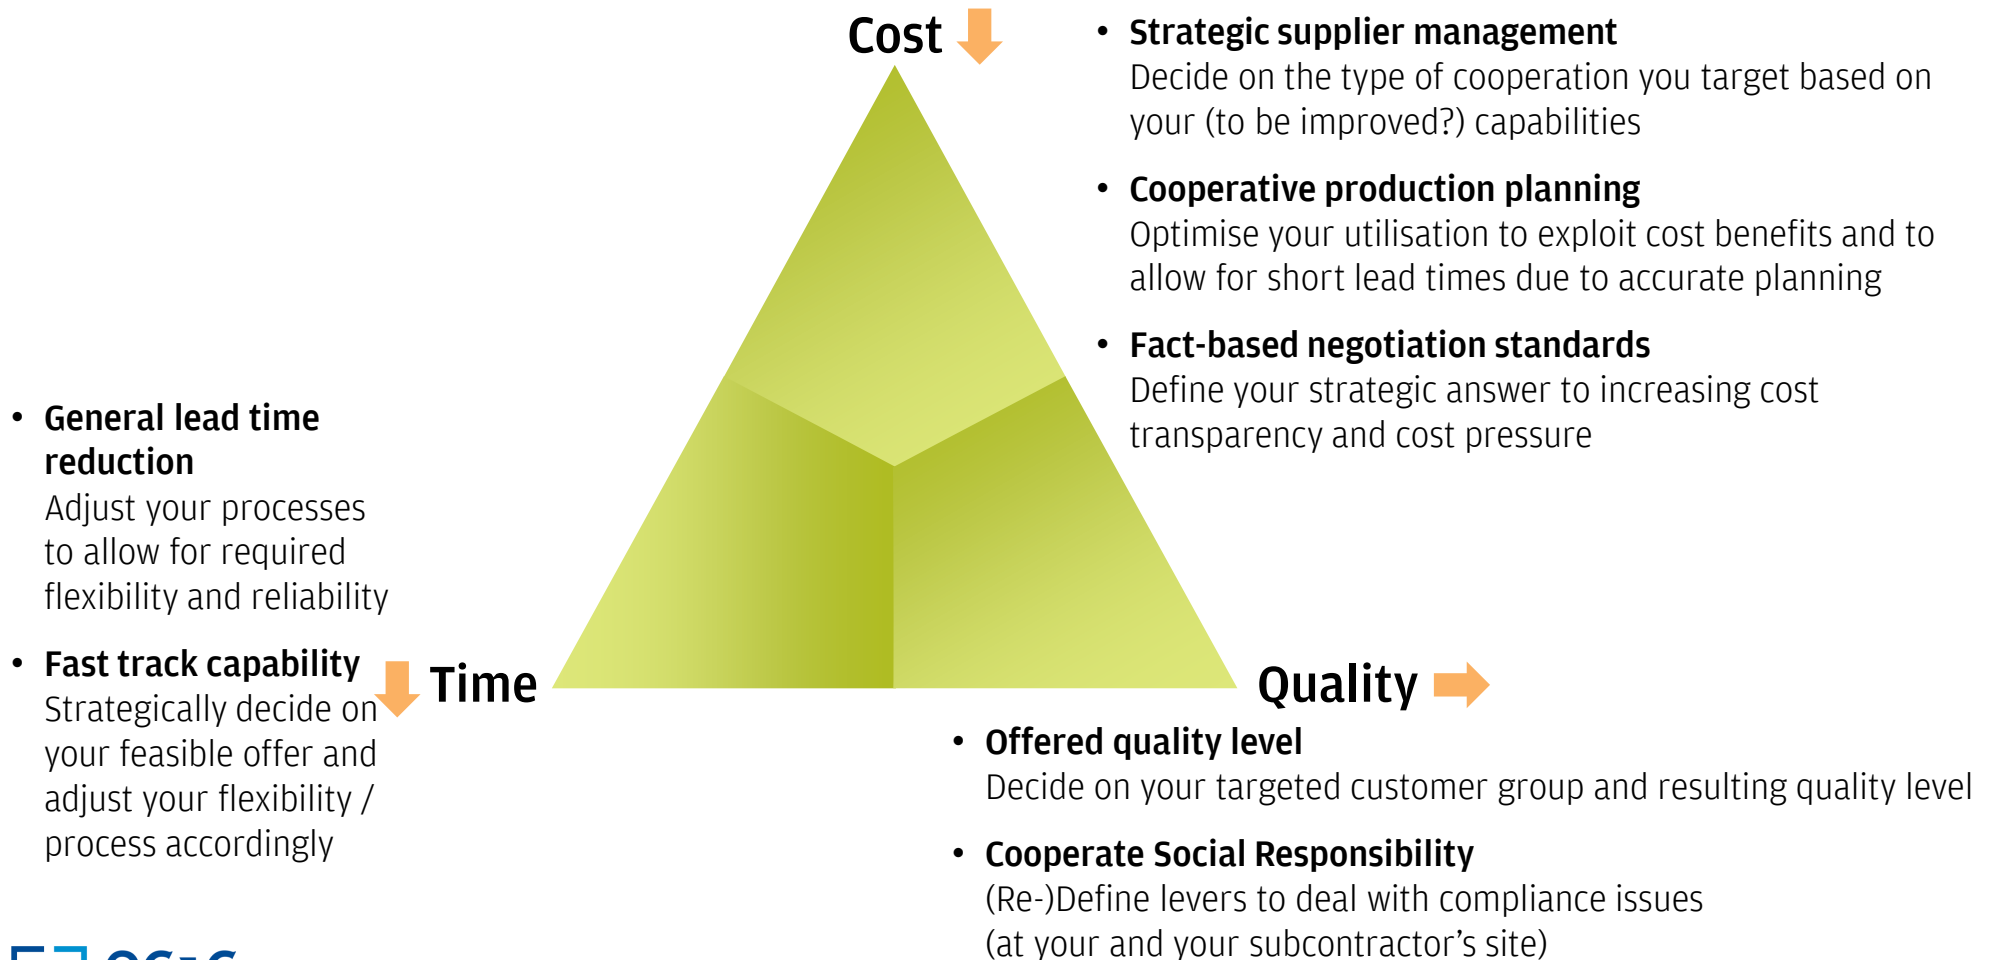 Cost
• Strategic supplier management
Decide on the type of cooperation you target based on
your (to be improved?) capabilities
• Cooperative production planning
Optimise your utilisation to exploit cost benefits and to
allow for short lead times due to accurate planning
• Fact-based negotiation standards
Define your strategic answer to increasing cost
transparency and cost pressure
• General lead time
reduction
Adjust your processes
to allow for required
flexibility and reliability
• Fast track capability
Strategically decide on
your feasible offer and
adjust your flexibility /
process accordingly
Time
Quality
• Offered quality level
Decide on your targeted customer group and resulting quality level
• Cooperate Social Responsibility
(Re-)Define levers to deal with compliance issues
(at your and your subcontractor’s site)